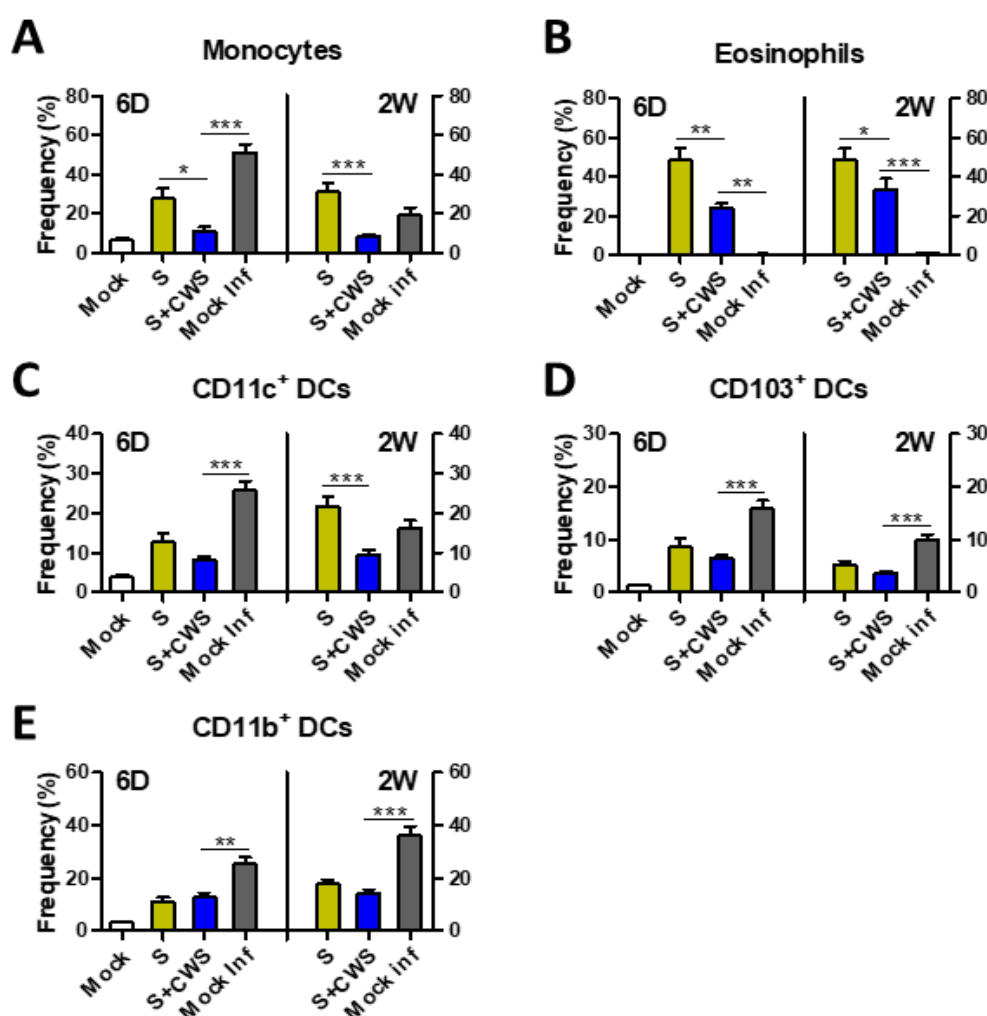 A
Monocytes
Frequency (%)
80
60
40
20
0
6D
2W
80
60
40
20
0
*
***
***
Mock
S
S+CWS
Mock Inf
S
S+CWS
Mock inf
B
Eosinophils
Frequency (%)
80
60
40
20
0
6D
2W
80
60
40
20
0
**
**
*
***
Mock
S
S+CWS
Mock Inf
S
S+CWS
Mock inf
C
CD11c⁺ DCs
Frequency (%)
40
30
20
10
0
6D
2W
40
30
20
10
0
***
***
Mock
S
S+CWS
Mock Inf
S
S+CWS
Mock inf
D
CD103⁺ DCs
Frequency (%)
30
20
10
0
6D
2W
30
20
10
0
***
***
Mock
S
S+CWS
Mock Inf
S
S+CWS
Mock inf
E
CD11b⁺ DCs
Frequency (%)
60
40
20
0
6D
2W
60
40
20
0
**
***
Mock
S
S+CWS
Mock Inf
S
S+CWS
Mock inf